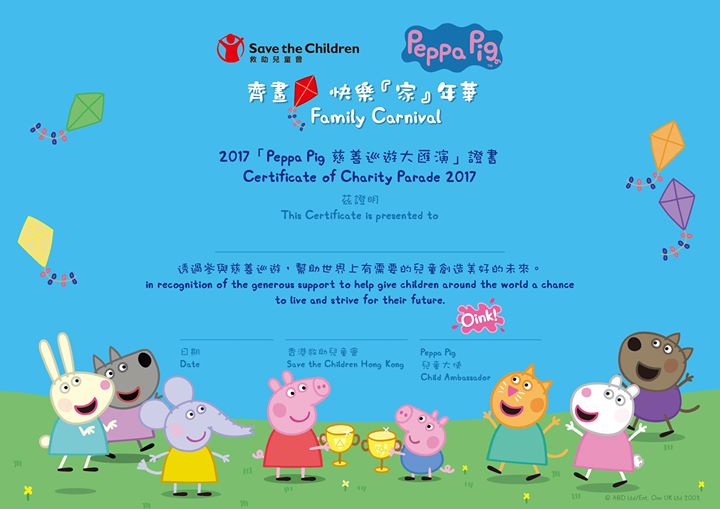 Save the Children
救助兒童會
Peppa Pig
TM
齊畫 快樂『家』年華
Family Carnival
2017「Peppa Pig 慈善巡遊大匯演」證書
Certificate of Charity Parade 2017
茲證明
This Certificate is presented to
透過參與慈善巡遊，幫助世界上有需要的兒童創造美好的未來。
in recognition of the generous support to help give children around the world a chance
to live and strive for their future.
Oink!
日期
Date
香港救助兒童會
Save the Children Hong Kong
Peppa Pig
兒童大使
Child Ambassador
© ABD Ltd/Ent. One UK Ltd 2003.